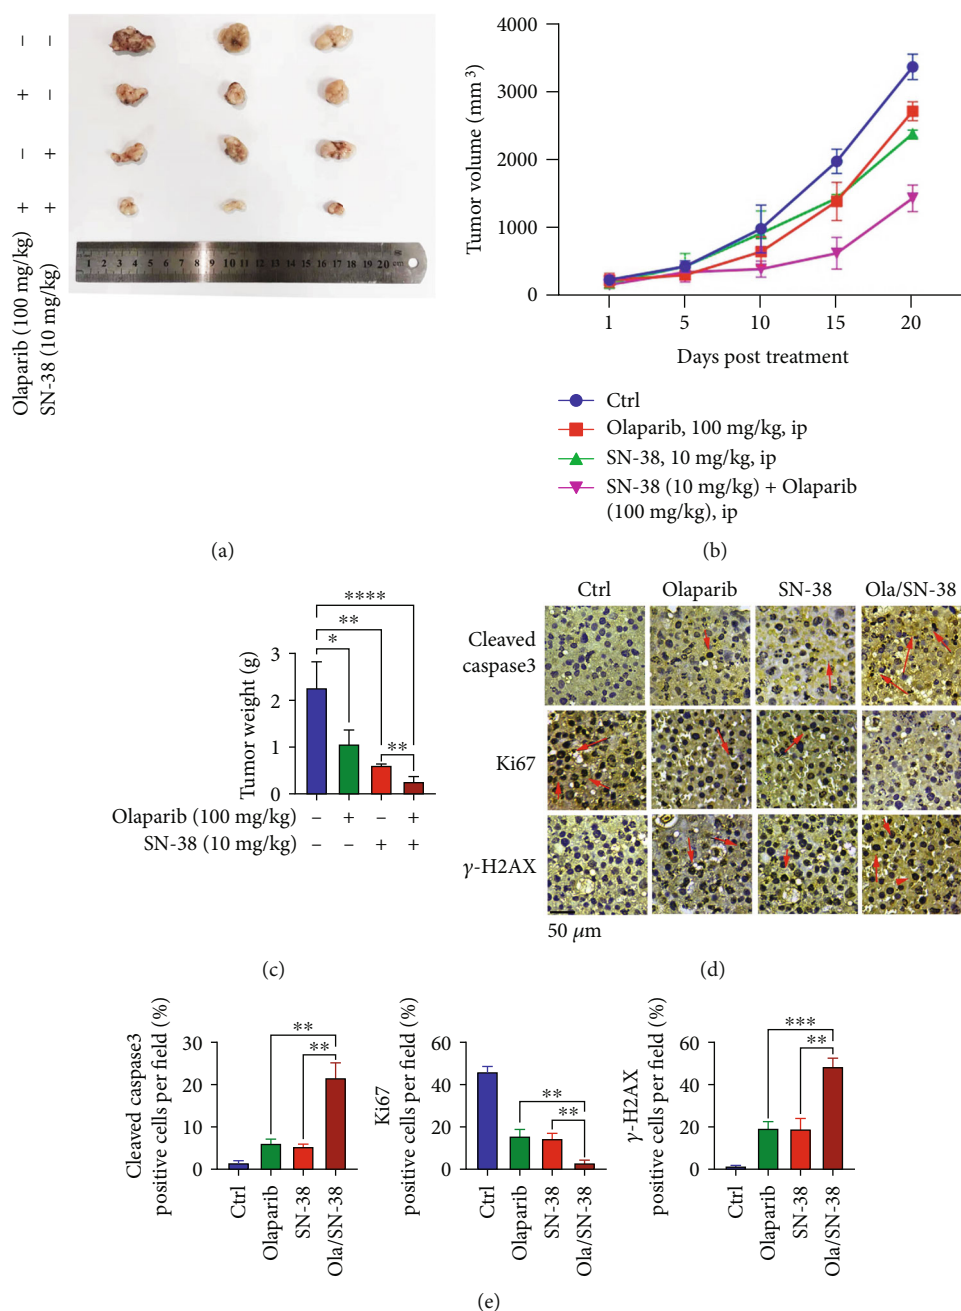 Olaparib (100 mg/kg) − + − +
SN-38 (10 mg/kg) − − + +
1 2 3 4 5 6 7 8 9 10 11 12 13 14 15 16 17 18 19 20 cm
(a)
Tumor volume (mm 3)
4000
3000
2000
1000
0
1 5 10 15 20
Days post treatment
Ctrl
Olaparib, 100 mg/kg, ip
SN-38, 10 mg/kg, ip
SN-38 (10 mg/kg) + Olaparib
(100 mg/kg), ip
(b)
Tumor weight (g)
3
2
1
0
****
**
*
**
Olaparib (100 mg/kg) − + − +
SN-38 (10 mg/kg) − − + +
(c)
Ctrl Olaparib SN-38 Ola/SN-38
Cleaved
caspase3
Ki67
γ-H2AX
50 μm
(d)
Cleaved caspase3
positive cells per field (%)
30
20
10
0
**
**
Ctrl Olaparib SN-38 Ola/SN-38
Ki67
positive cells per field (%)
60
40
20
0
**
**
Ctrl Olaparib SN-38 Ola/SN-38
γ-H2AX
positive cells per field (%)
60
40
20
0
***
**
Ctrl Olaparib SN-38 Ola/SN-38
(e)